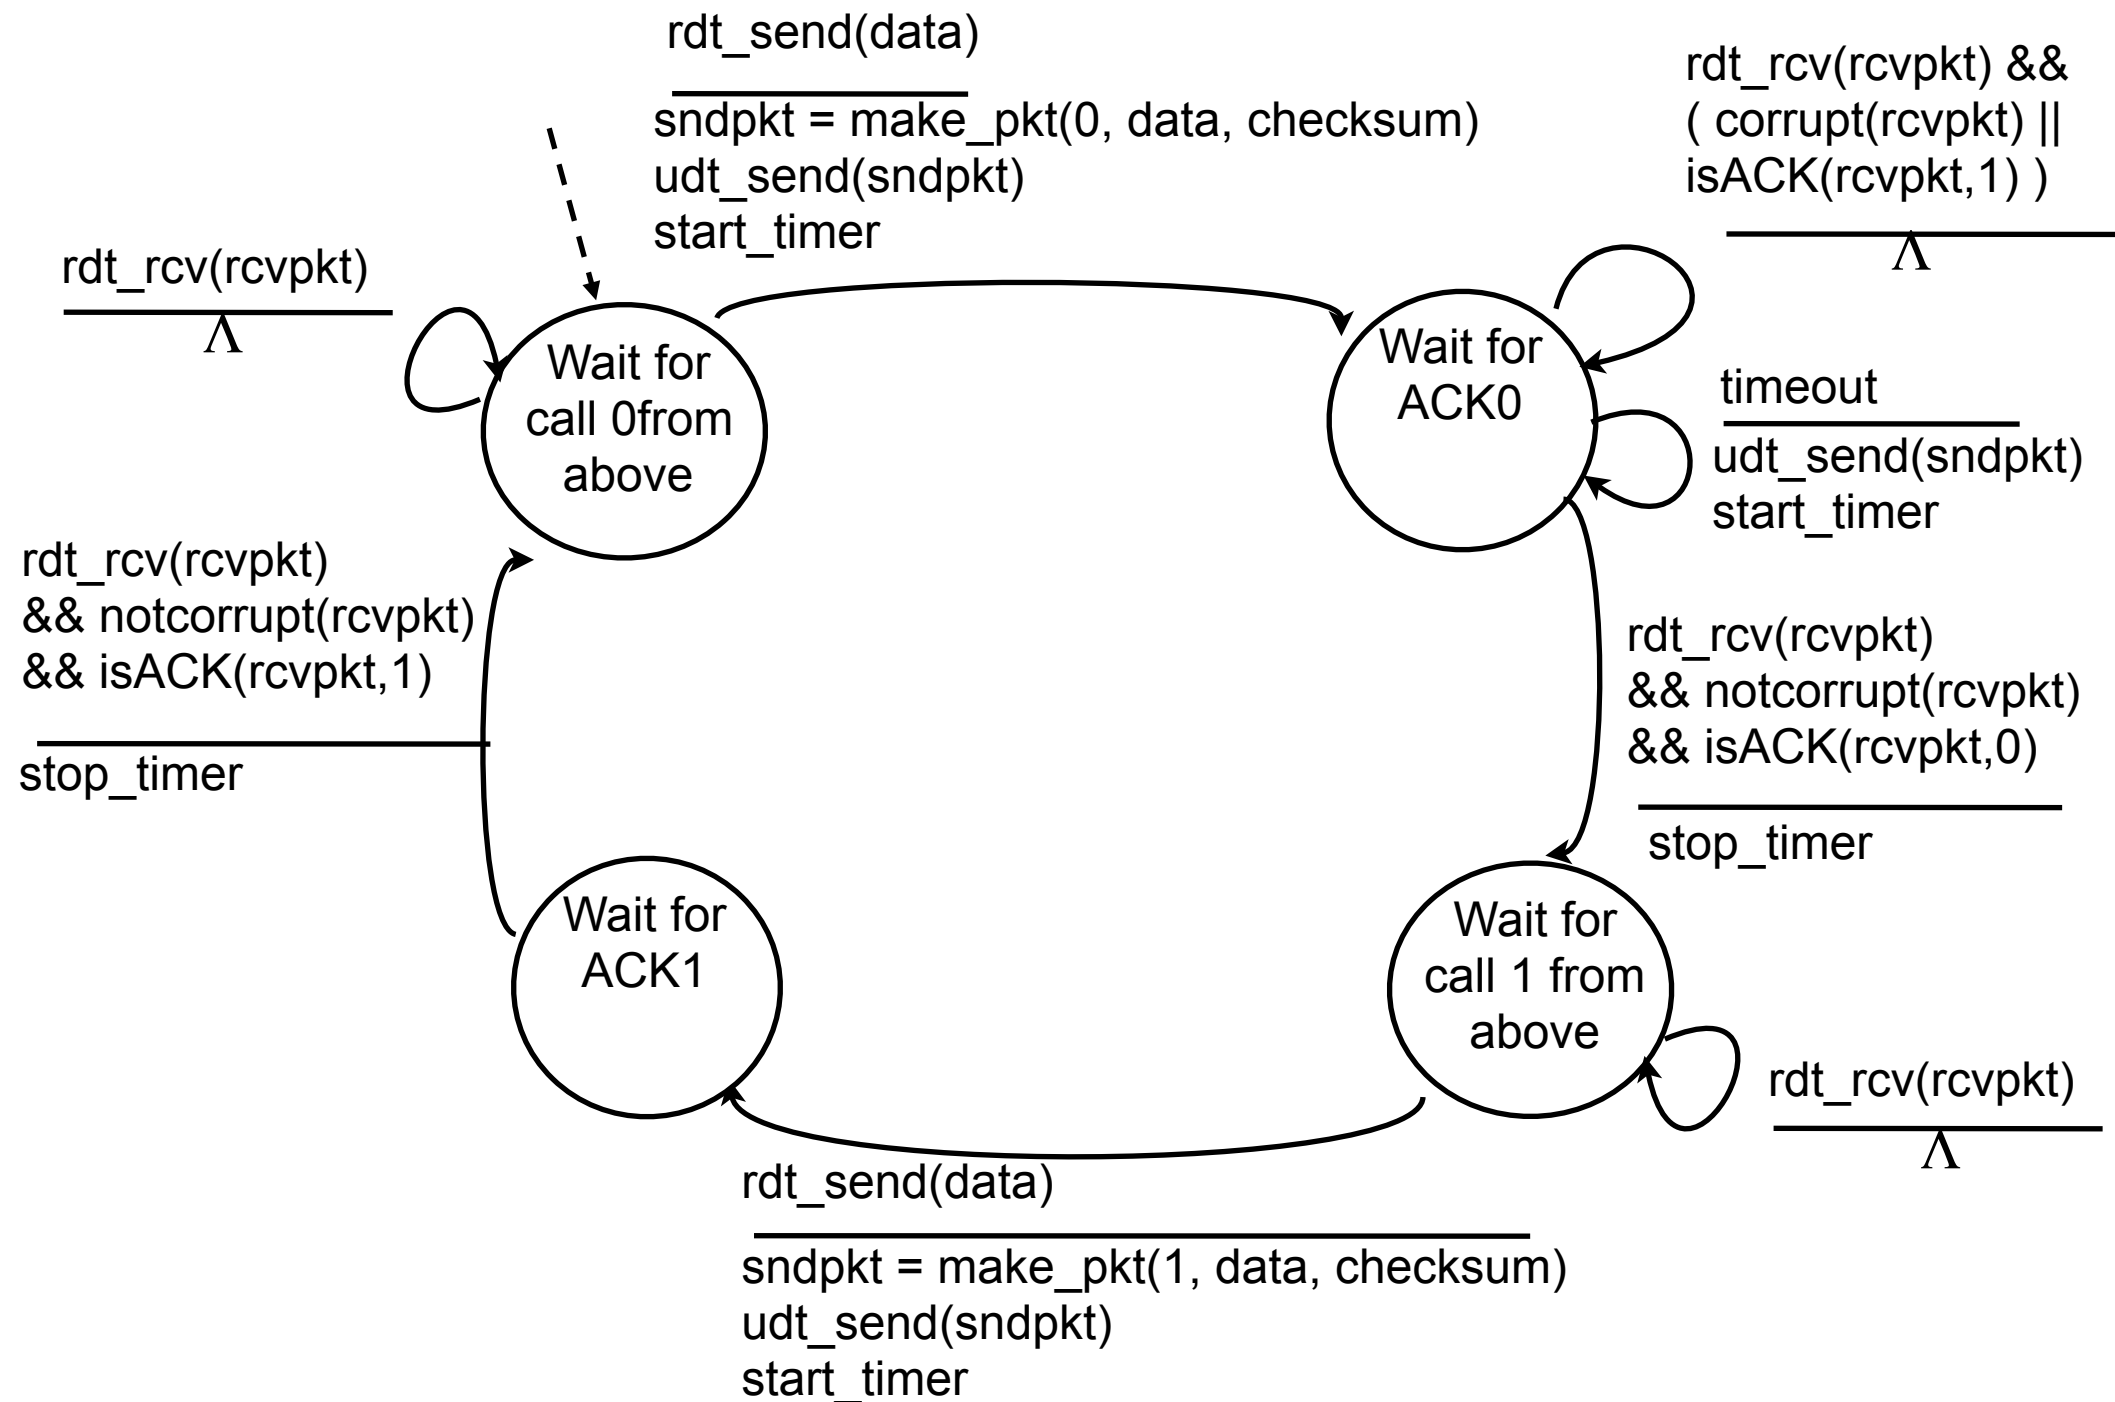 rdt_send(data)
sndpkt = make_pkt(0, data, checksum)
udt_send(sndpkt)
start_timer
rdt_rcv(rcvpkt) &&
( corrupt(rcvpkt) ||
isACK(rcvpkt,1) )
Λ
rdt_rcv(rcvpkt)
Λ
Wait for
call 0from
above
Wait for
ACK0
timeout
udt_send(sndpkt)
start_timer
rdt_rcv(rcvpkt)
&& notcorrupt(rcvpkt)
&& isACK(rcvpkt,1)
stop_timer
rdt_rcv(rcvpkt)
&& notcorrupt(rcvpkt)
&& isACK(rcvpkt,0)
stop_timer
Wait for
ACK1
Wait for
call 1 from
above
rdt_rcv(rcvpkt)
Λ
rdt_send(data)
sndpkt = make_pkt(1, data, checksum)
udt_send(sndpkt)
start_timer